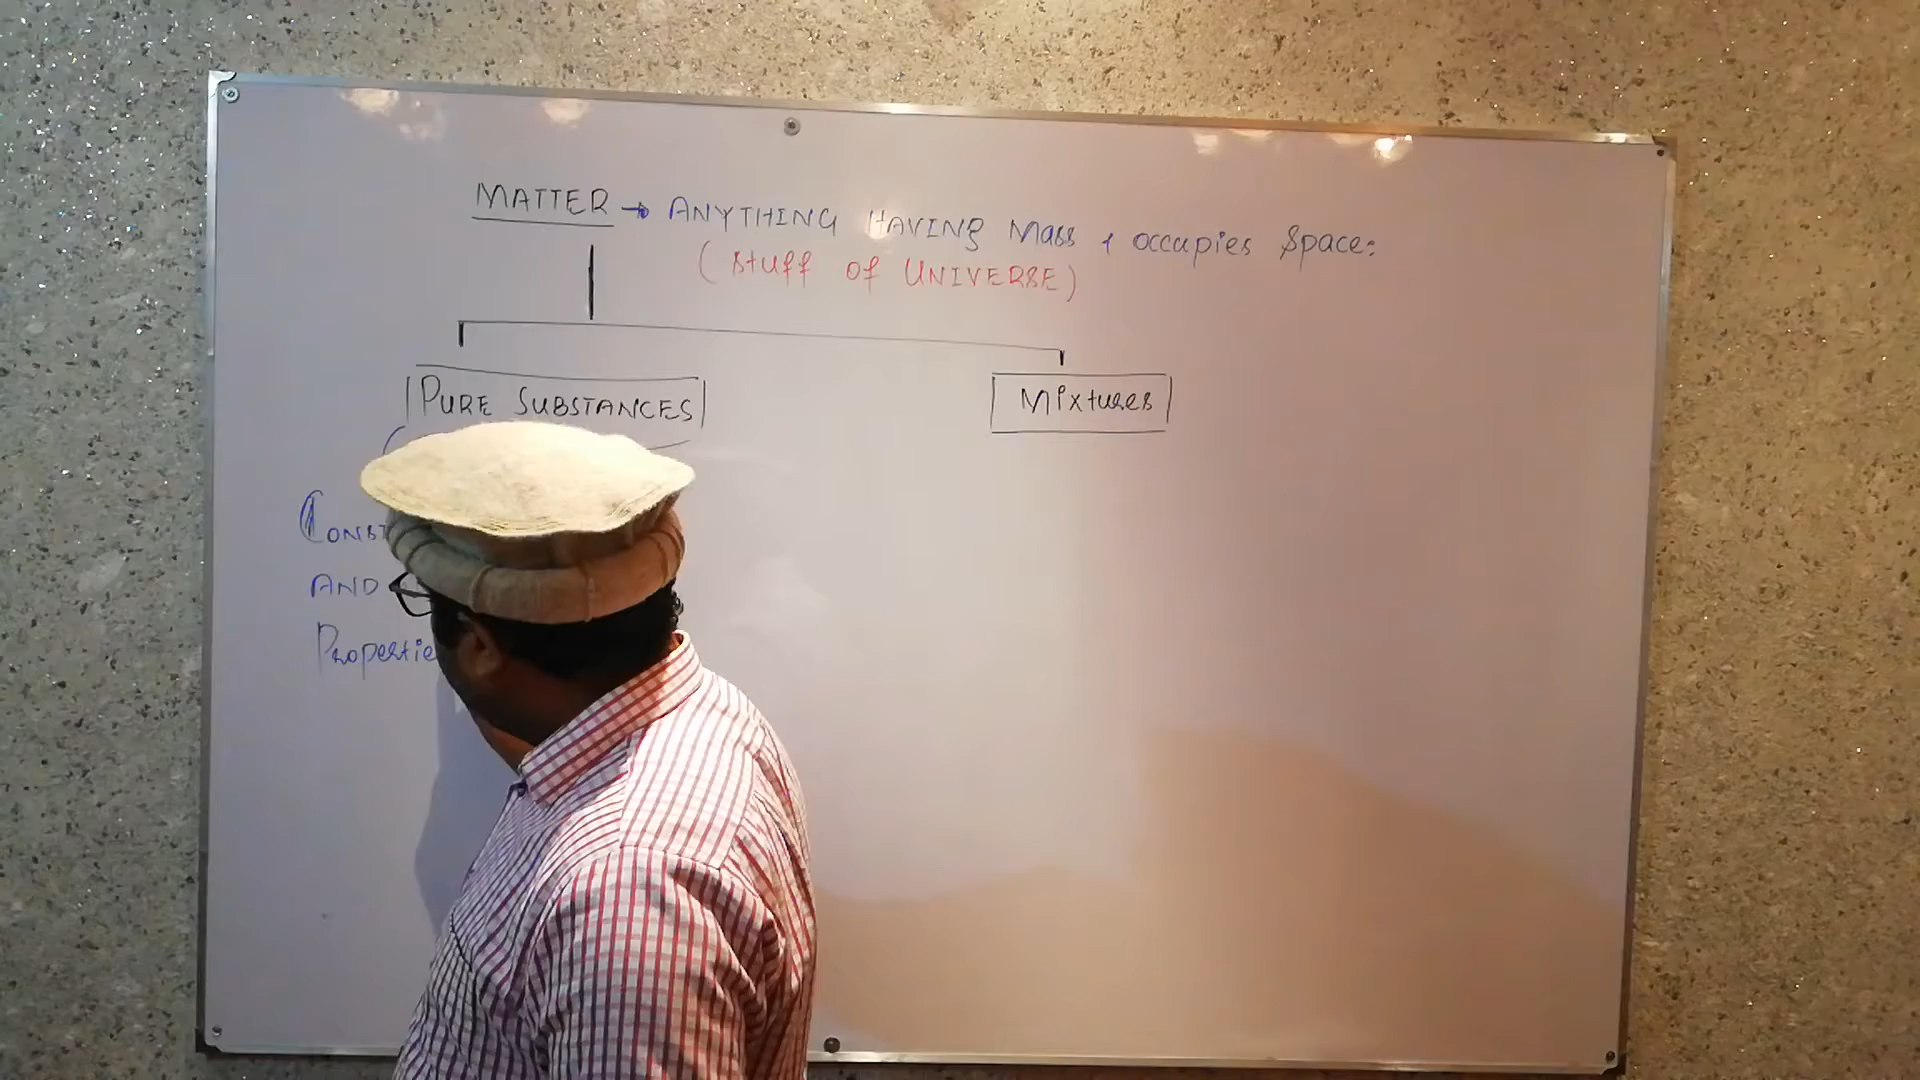 MATTER → ANYTHING HAVING Mass & occupies Space:
(stuff of UNIVERSE)
PURE SUBSTANCES
Mixtures
AND